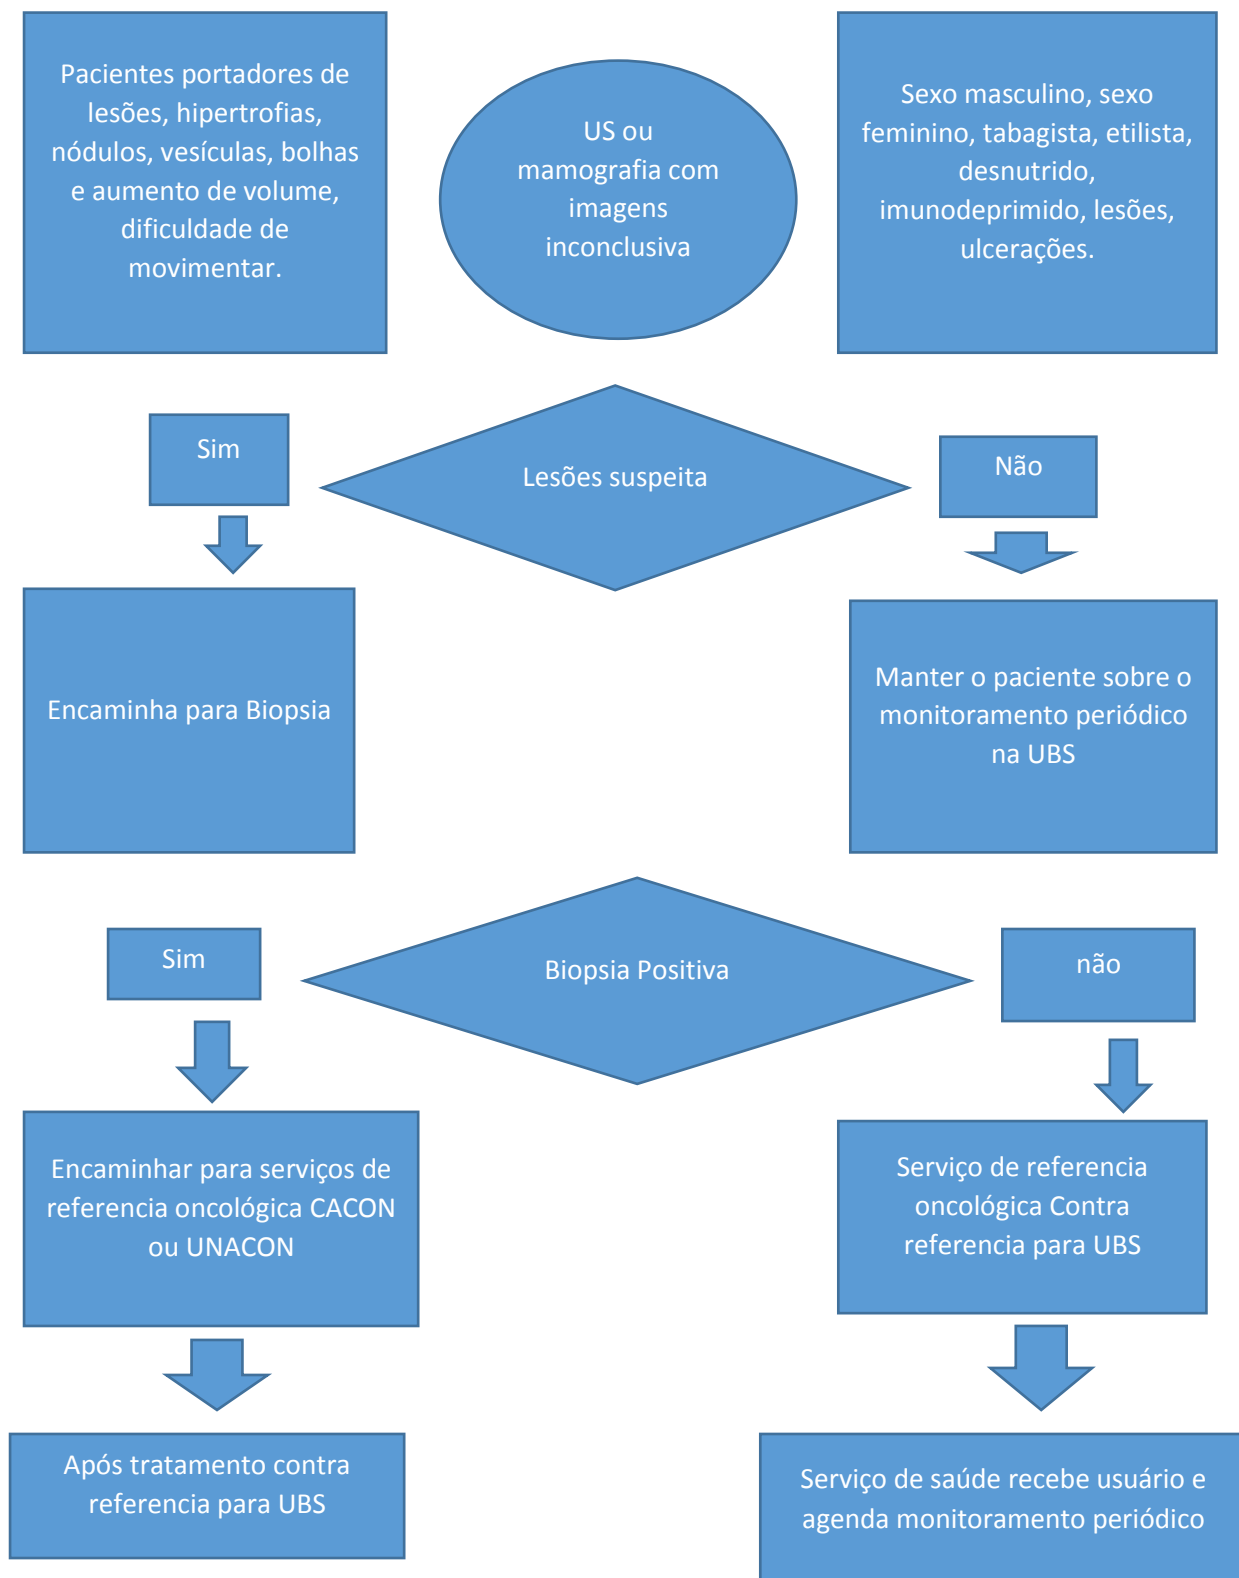 Pacientes portadores de
lesões, hipertrofias,
nódulos, vesículas, bolhas
e aumento de volume,
dificuldade de
movimentar.
US ou
mamografia com
imagens
inconclusiva
Sexo masculino, sexo
feminino, tabagista, etilista,
desnutrido,
imunodeprimido, lesões,
ulcerações.
Sim
Lesões suspeita
Não
Encaminha para Biopsia
Manter o paciente sobre o
monitoramento periódico
na UBS
Sim
Biopsia Positiva
não
Encaminhar para serviços de
referencia oncológica CACON
ou UNACON
Serviço de referencia
oncológica Contra
referencia para UBS
Após tratamento contra
referencia para UBS
Serviço de saúde recebe usuário e
agenda monitoramento periódico